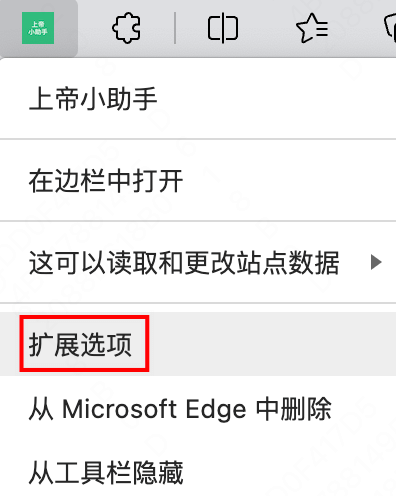 上帝
小助手
上帝小助手
在边栏中打开
这可以读取和更改站点数据
扩展选项
从 Microsoft Edge 中删除
从工具栏隐藏